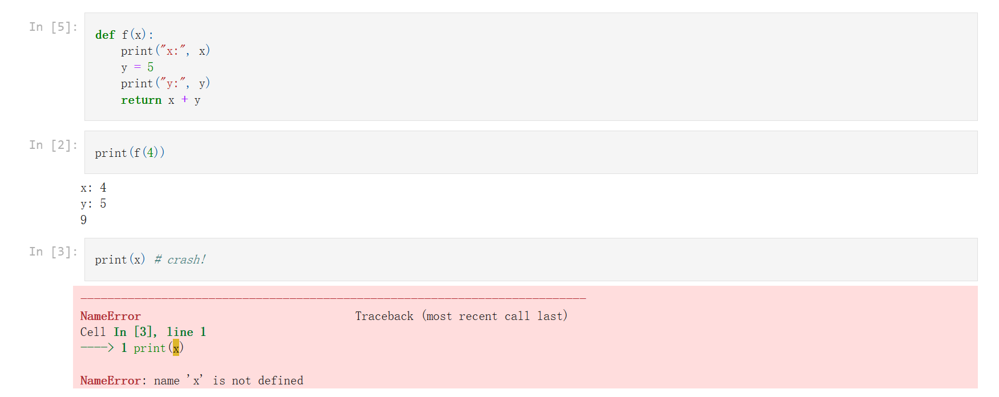 In [5]:
def f(x):
    print("x:", x)
    y = 5
    print("y:", y)
    return x + y
In [2]:
print(f(4))
x: 4
y: 5
9
In [3]:
print(x) # crash!
---------------------------------------------------------------------------
NameError                                 Traceback (most recent call last)
Cell In [3], line 1
----> 1 print(x)
NameError: name 'x' is not defined